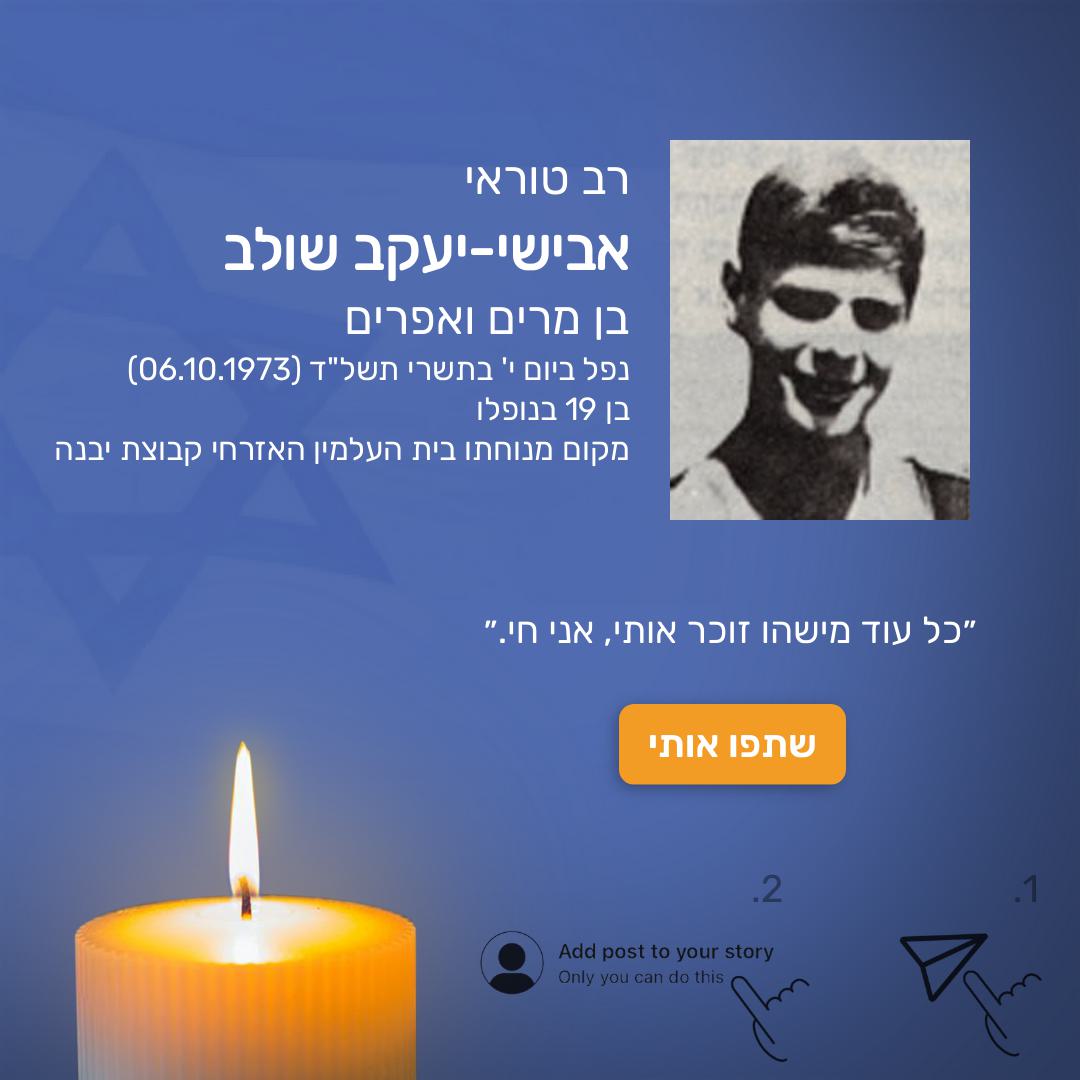 רב טוראי
אבישי-יעקב שולב
בן מרים ואפרים
נפל ביום י' בתשרי תשל"ד (06.10.1973)
בן 19 בנופלו
מקום מנוחתו בית העלמין האזרחי קבוצת יבנה
״כל עוד מישהו זוכר אותי, אני חי.״
שתפו אותי
1.
2.
Add post to your story
Only you can do this